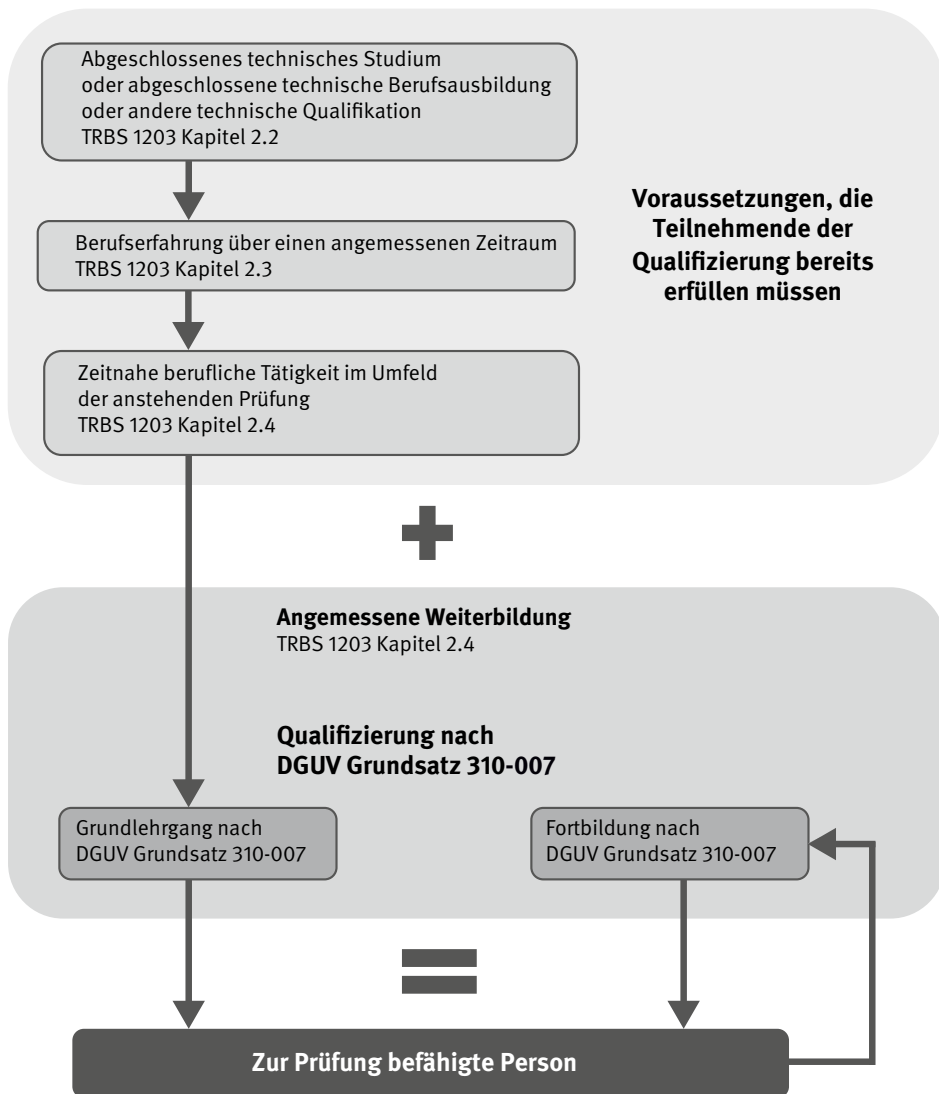 Abgeschlossenes technisches Studium
oder abgeschlossene technische Berufsausbildung
oder andere technische Qualifikation
TRBS 1203 Kapitel 2.2
Berufserfahrung über einen angemessenen Zeitraum
TRBS 1203 Kapitel 2.3
Zeitnahe berufliche Tätigkeit im Umfeld
der anstehenden Prüfung
TRBS 1203 Kapitel 2.4
Voraussetzungen, die
Teilnehmende der
Qualifizierung bereits
erfüllen müssen
Angemessene Weiterbildung
TRBS 1203 Kapitel 2.4
Qualifizierung nach
DGUV Grundsatz 310-007
Grundlehrgang nach
DGUV Grundsatz 310-007
Fortbildung nach
DGUV Grundsatz 310-007
Zur Prüfung befähigte Person